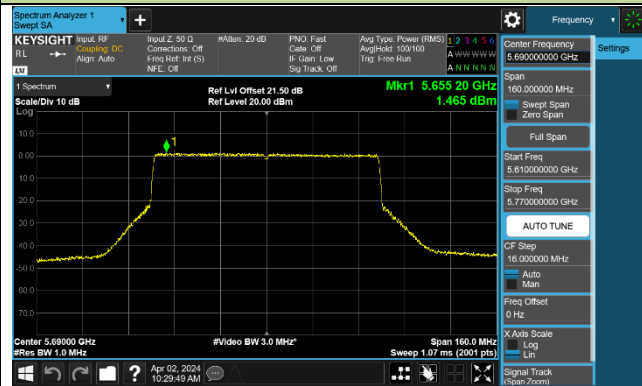 Spectrum Analyzer 1
Swept SA
Frequency
KEYSIGHT
RL
LXI
Input: RF
Coupling: DC
Align: Auto
Input Z: 50 Ω
Corrections: Off
Freq Ref: Int (S)
NFE: Off
#Atten: 20 dB
PNO: Fast
Gate: Off
IF Gain: Low
Sig Track: Off
Avg Type: Power (RMS)
Avg|Hold: 100/100
Trig: Free Run
1 2 3 4 5 6
A W W W W W
A N N N N N
Center Frequency
5.690000000 GHz
Settings
Span
160.000000 MHz
Swept Span
Zero Span
Full Span
Start Freq
5.610000000 GHz
Stop Freq
5.770000000 GHz
AUTO TUNE
CF Step
16.000000 MHz
Auto
Man
Freq Offset
0 Hz
X Axis Scale
Log
Lin
Signal Track
(Span Zoom)
1 Spectrum
Scale/Div 10 dB
Log
Ref Lvl Offset 21.50 dB
Ref Level 20.00 dBm
Mkr1 5.655 20 GHz
1.465 dBm
1
10.0
0.00
-10.0
-20.0
-30.0
-40.0
-50.0
-60.0
-70.0
Center 5.69000 GHz
#Res BW 1.0 MHz
#Video BW 3.0 MHz*
Span 160.0 MHz
Sweep 1.07 ms (2001 pts)
?
Apr 02, 2024
10:29:49 AM